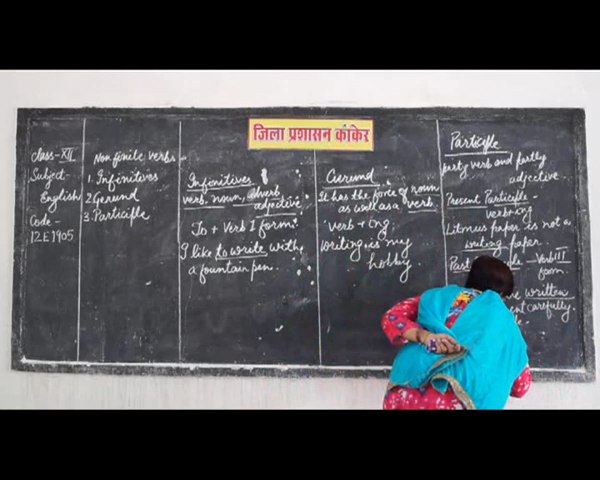 जिला प्रशासन कांकेर
Class-XII
Subject-
English
Code-
12E1905
Non finite verbs-
1. Infinitives
2. Gerund
3. Participle
Infinitives
verb, noun, adverb
adjective
To + Verb I form
I like to write with
a fountain pen.
Gerund
It has the force of noun
as well as a verb.
Verb + ing
Writing is my
hobby.
Participle
partly verb and partly
adjective.
Present Participle -
verb+ing
Litmus paper is not a
writing paper.
Past Verb III
form
written
carefully.